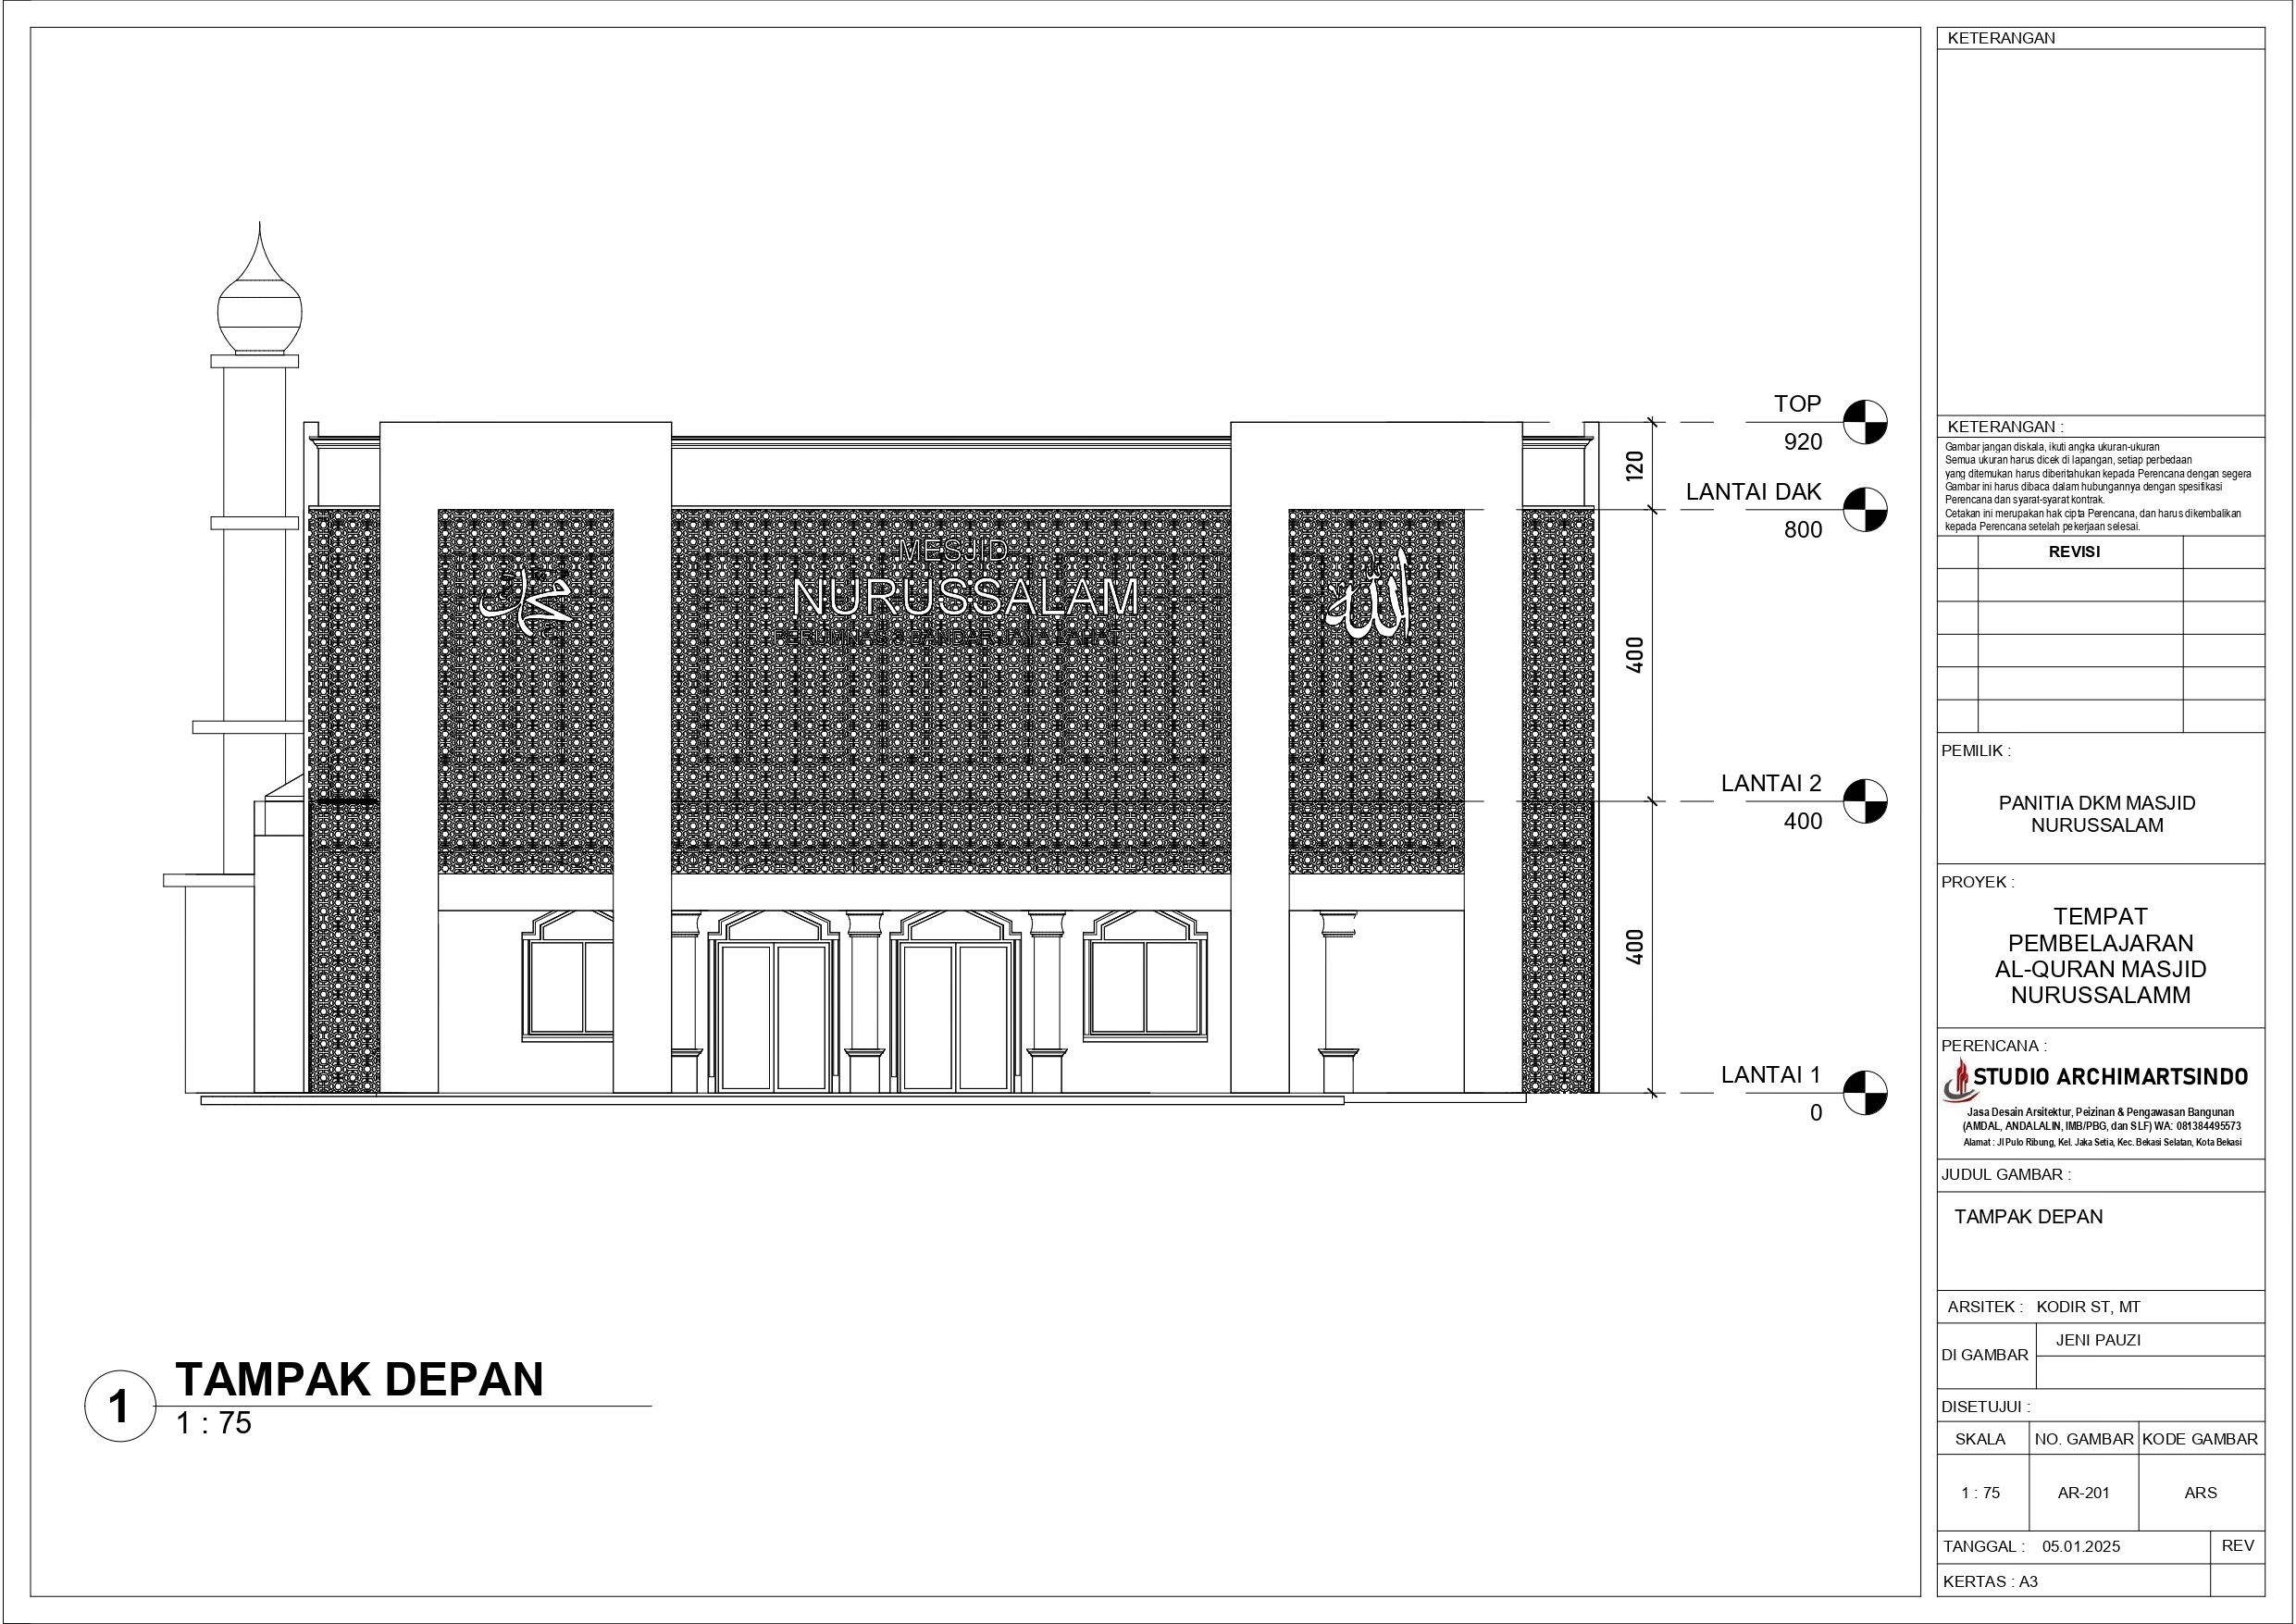 KETERANGAN
TOP
920
120
LANTAI DAK
800
MESJID
NURUSSALAM
محمد
الله
400
LANTAI 2
400
400
LANTAI 1
0
1
TAMPAK DEPAN
1 : 75
KETERANGAN :
Gambar jangan diskala, ikuti angka ukuran-ukuran
Semua ukuran harus dicek di lapangan, setiap perbedaan
yang ditemukan harus diberitahukan kepada Perencana dengan segera
Gambar ini harus dibaca dalam hubungannya dengan spesifikasi
Perencana dan syarat-syarat kontrak.
Cetakan ini merupakan hak cipta Perencana, dan harus dikembalikan
kepada Perencana setelah pekerjaan selesai.
REVISI
PEMILIK :
PANITIA DKM MASJID
NURUSSALAM
PROYEK :
TEMPAT
PEMBELAJARAN
AL-QURAN MASJID
NURUSSALAMM
PERENCANA :
STUDIO ARCHIMARTSINDO
Jasa Desain Arsitektur, Peizinan & Pengawasan Bangunan
(AMDAL, ANDALALIN, IMB/PBG, dan SLF) WA: 081384495573
Alamat : Jl Pulo Ribung, Kel. Jaka Setia, Kec. Bekasi Selatan, Kota Bekasi
JUDUL GAMBAR :
TAMPAK DEPAN
ARSITEK : KODIR ST, MT
DI GAMBAR JENI PAUZI
DISETUJUI :
SKALA NO. GAMBAR KODE GAMBAR
1 : 75 AR-201 ARS
TANGGAL : 05.01.2025 REV
KERTAS : A3